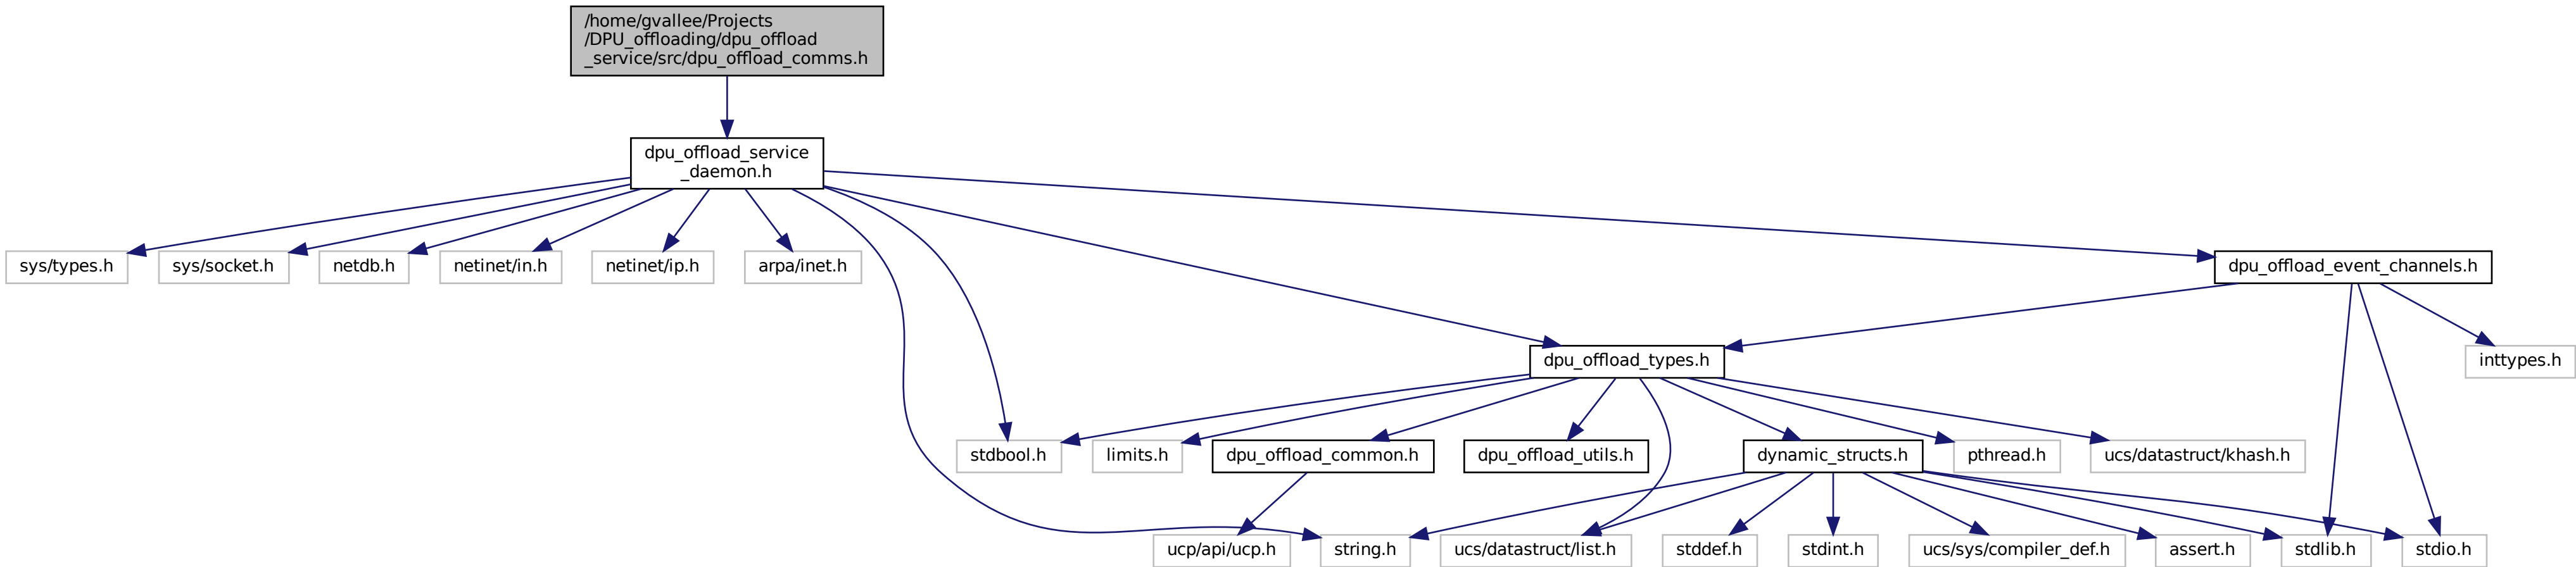 /home/gvallee/Projects
/DPU_offloading/dpu_offload
_service/src/dpu_offload_comms.h
dpu_offload_service
_daemon.h
sys/types.h
sys/socket.h
netdb.h
netinet/in.h
netinet/ip.h
arpa/inet.h
dpu_offload_event_channels.h
dpu_offload_types.h
inttypes.h
stdbool.h
limits.h
dpu_offload_common.h
dpu_offload_utils.h
dynamic_structs.h
pthread.h
ucs/datastruct/khash.h
ucp/api/ucp.h
string.h
ucs/datastruct/list.h
stddef.h
stdint.h
ucs/sys/compiler_def.h
assert.h
stdlib.h
stdio.h